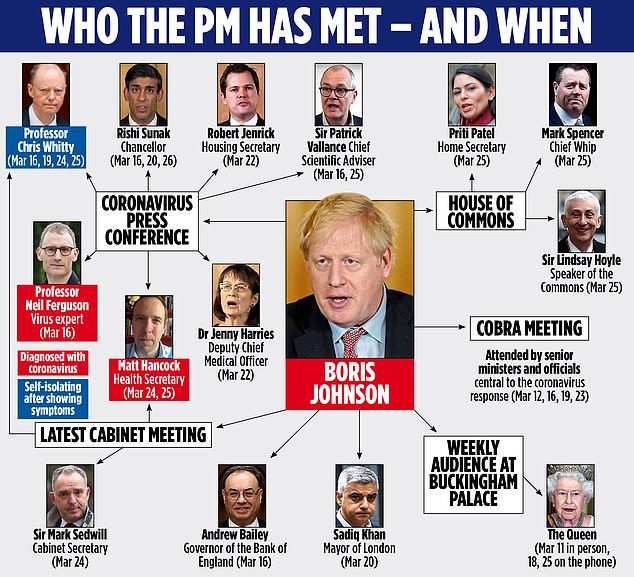 WHO THE PM HAS MET – AND WHEN
Professor
Chris Whitty
(Mar 16, 19, 24, 25)
Rishi Sunak
Chancellor
(Mar 16, 20, 26)
Robert Jenrick
Housing Secretary
(Mar 22)
Sir Patrick
Vallance Chief
Scientific Adviser
(Mar 16, 25)
Priti Patel
Home Secretary
(Mar 25)
Mark Spencer
Chief Whip
(Mar 25)
CORONAVIRUS
PRESS
CONFERENCE
HOUSE OF
COMMONS
Sir Lindsay Hoyle
Speaker of the
Commons (Mar 25)
Professor
Neil Ferguson
Virus expert
(Mar 16)
Matt Hancock
Health Secretary
(Mar 24, 25)
Dr Jenny Harries
Deputy Chief
Medical Officer
(Mar 22)
BORIS
JOHNSON
COBRA MEETING
Attended by senior
ministers and officials
central to the coronavirus
response (Mar 12, 16, 19, 23)
Diagnosed with
coronavirus
Self-isolating
after showing
symptoms
LATEST CABINET MEETING
WEEKLY
AUDIENCE AT
BUCKINGHAM
PALACE
Sir Mark Sedwill
Cabinet Secretary
(Mar 24)
Andrew Bailey
Governor of the Bank of
England (Mar 16)
Sadiq Khan
Mayor of London
(Mar 20)
The Queen
(Mar 11 in person,
18, 25 on the phone)